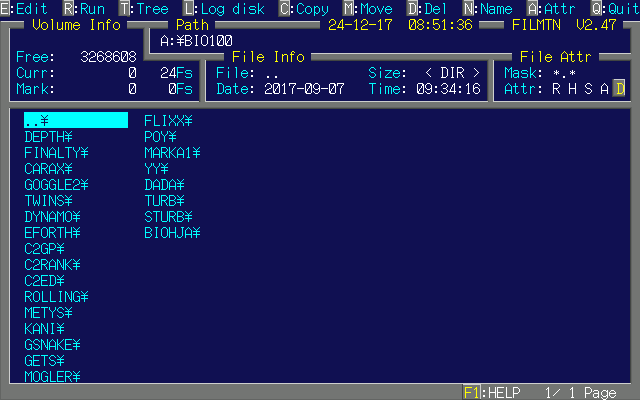 E:Edit R:Run T:Tree L:Log disk C:Copy M:Move D:Del N:Name A:Attr Q:Quit
Volume Info Path 24-12-17 08:51:36 FILMTN V2.47
A:¥BIO100
Free: 3268608 File Info File Attr
Curr: 0 24Fs File: .. Size: < DIR > Mask: *.*
Mark: 0 0Fs Date: 2017-09-07 Time: 09:34:16 Attr: R H S A D
..¥ FLIXX¥
DEPTH¥ POY¥
FINALTY¥ MARKA1¥
CARAX¥ YY¥
GOGGLE2¥ DADA¥
TWINS¥ TURB¥
DYNAMO¥ STURB¥
EFORTH¥ BIOHJA¥
C2GP¥
C2RANK¥
C2ED¥
ROLLING¥
METYS¥
KANI¥
GSNAKE¥
GETS¥
MOGLER¥
F1:HELP 1/ 1 Page